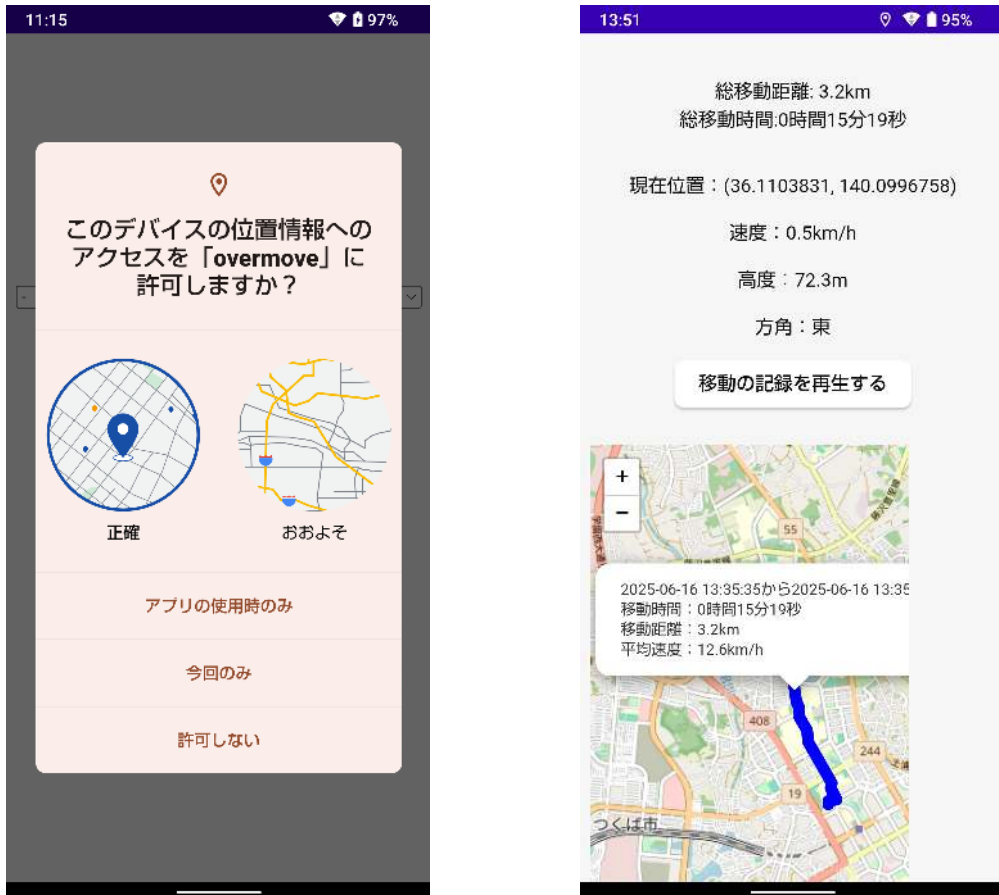 11:15
97%
このデバイスの位置情報への
アクセスを「overmove」に
許可しますか？
正確
おおよそ
アプリの使用時のみ
今回のみ
許可しない
13:51
95%
総移動距離: 3.2km
総移動時間:0時間15分19秒
現在位置：(36.1103831, 140.0996758)
速度：0.5km/h
高度：72.3m
方角：東
移動の記録を再生する
+
−
55
2025-06-16 13:35:35から2025-06-16 13:35
移動時間：0時間15分19秒
移動距離：3.2km
平均速度：12.6km/h
408
244
19
つくば市